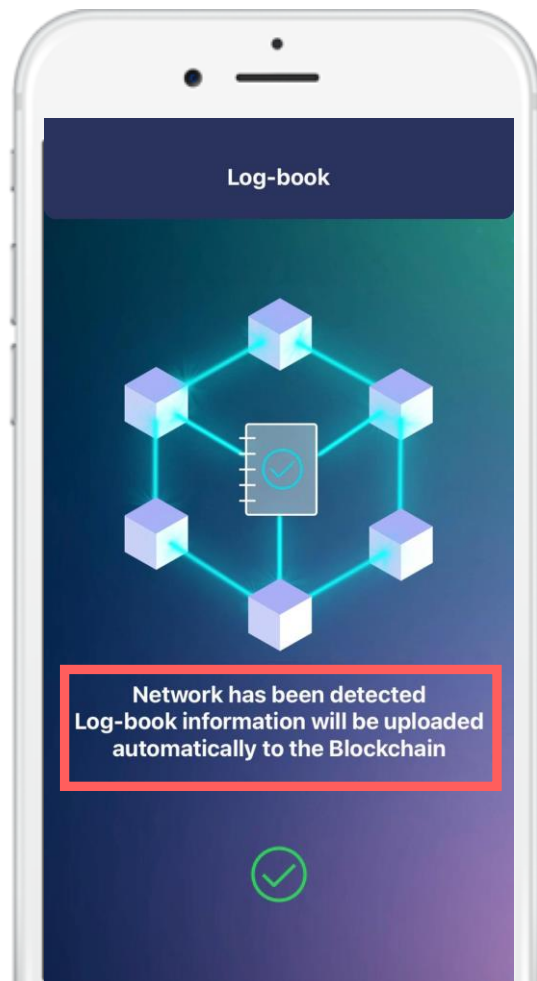 Log-book
Network has been detected
Log-book information will be uploaded
automatically to the Blockchain